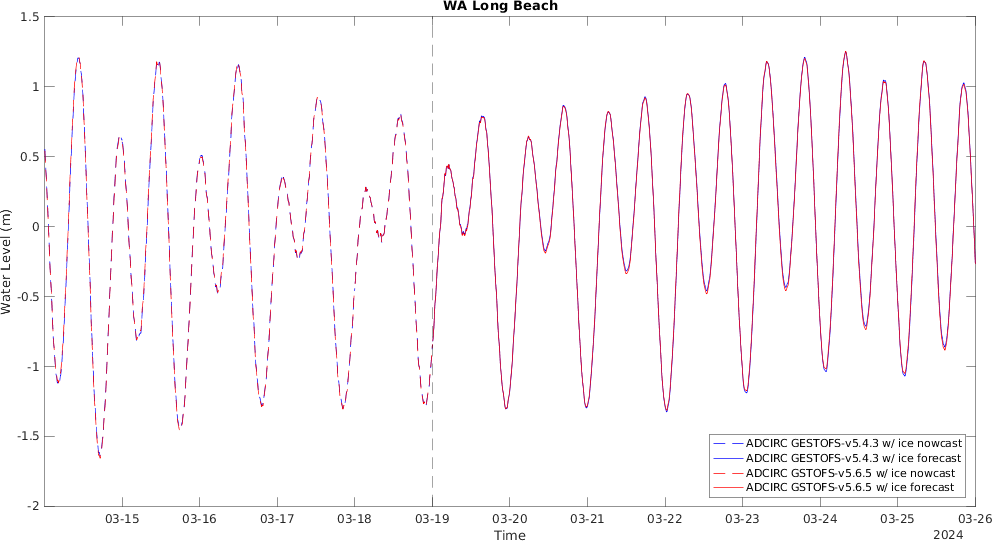 WA Long Beach
1.5
1
0.5
0
-0.5
-1
-1.5
-2
Water Level (m)
ADCIRC GESTOFS-v5.4.3 w/ ice nowcast
ADCIRC GESTOFS-v5.4.3 w/ ice forecast
ADCIRC GSTOFS-v5.6.5 w/ ice nowcast
ADCIRC GSTOFS-v5.6.5 w/ ice forecast
03-15 03-16 03-17 03-18 03-19 03-20 03-21 03-22 03-23 03-24 03-25 03-26
Time
2024